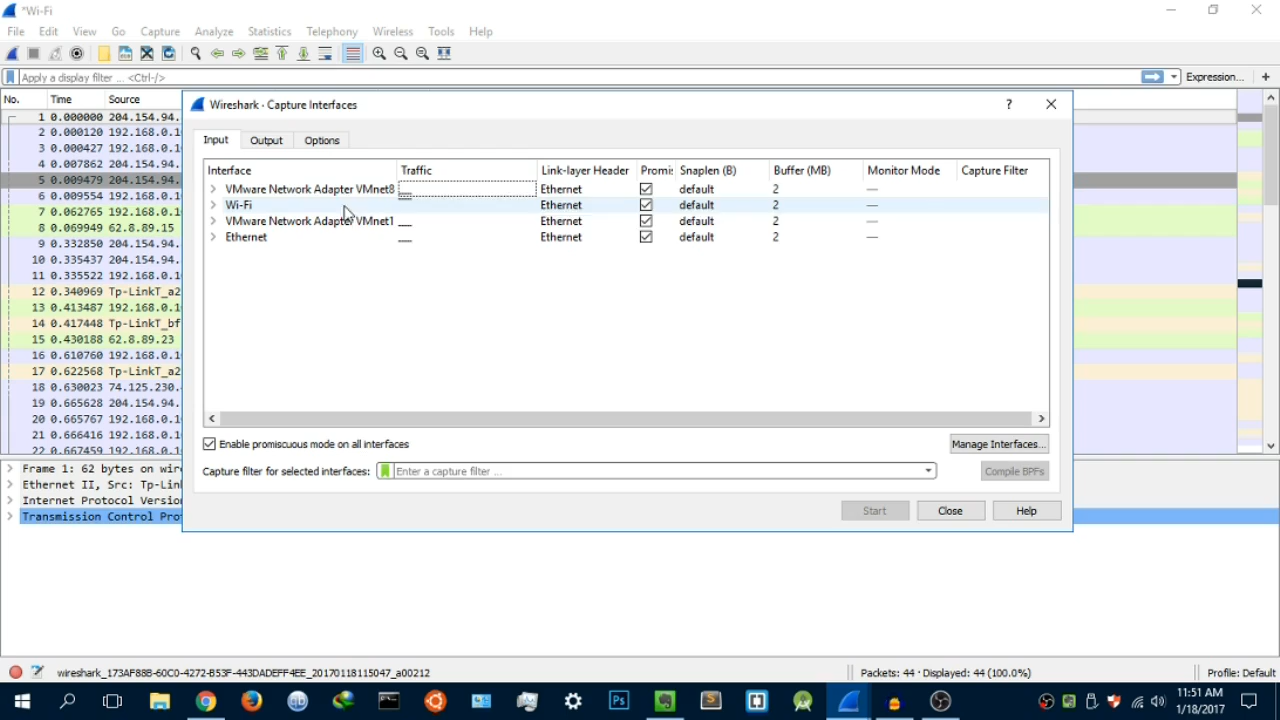 *Wi-Fi
File Edit View Go Capture Analyze Statistics Telephony Wireless Tools Help
Apply a display filter ... <Ctrl-/> Expression... +
No. Time Source
1 0.000000 204.154.94.
2 0.000120 192.168.0.1
3 0.000427 192.168.0.1
4 0.007862 204.154.94.
5 0.009479 204.154.94.
6 0.009554 192.168.0.1
7 0.062765 192.168.0.1
8 0.069949 62.8.89.15
9 0.332850 204.154.94.
10 0.335437 204.154.94.
11 0.335522 192.168.0.1
12 0.340969 Tp-LinkT_a2
13 0.413487 192.168.0.1
14 0.417448 Tp-LinkT_bf
15 0.430188 62.8.89.23
16 0.610760 192.168.0.1
17 0.622568 Tp-LinkT_a2
18 0.630023 74.125.230.
19 0.665628 204.154.94.
20 0.665767 192.168.0.1
21 0.666416 192.168.0.1
22 0.667459 192.168.0.1
Wireshark · Capture Interfaces ?
Input Output Options
Interface Traffic Link-layer Header Promis Snaplen (B) Buffer (MB) Monitor Mode Capture Filter
VMware Network Adapter VMnet8 Ethernet default 2 —
Wi-Fi Ethernet default 2 —
VMware Network Adapter VMnet1 Ethernet default 2 —
Ethernet Ethernet default 2 —
Enable promiscuous mode on all interfaces Manage Interfaces...
Capture filter for selected interfaces: Enter a capture filter ... Compile BPFs
Start Close Help
Frame 1: 62 bytes on wire
Ethernet II, Src: Tp-Lin
Internet Protocol Version
Transmission Control Pro
wireshark_173AF88B-60C0-4272-B53F-443DADEFF4EE_20170118115047_a00212 Packets: 44 · Displayed: 44 (100.0%) Profile: Default
11:51 AM
1/18/2017